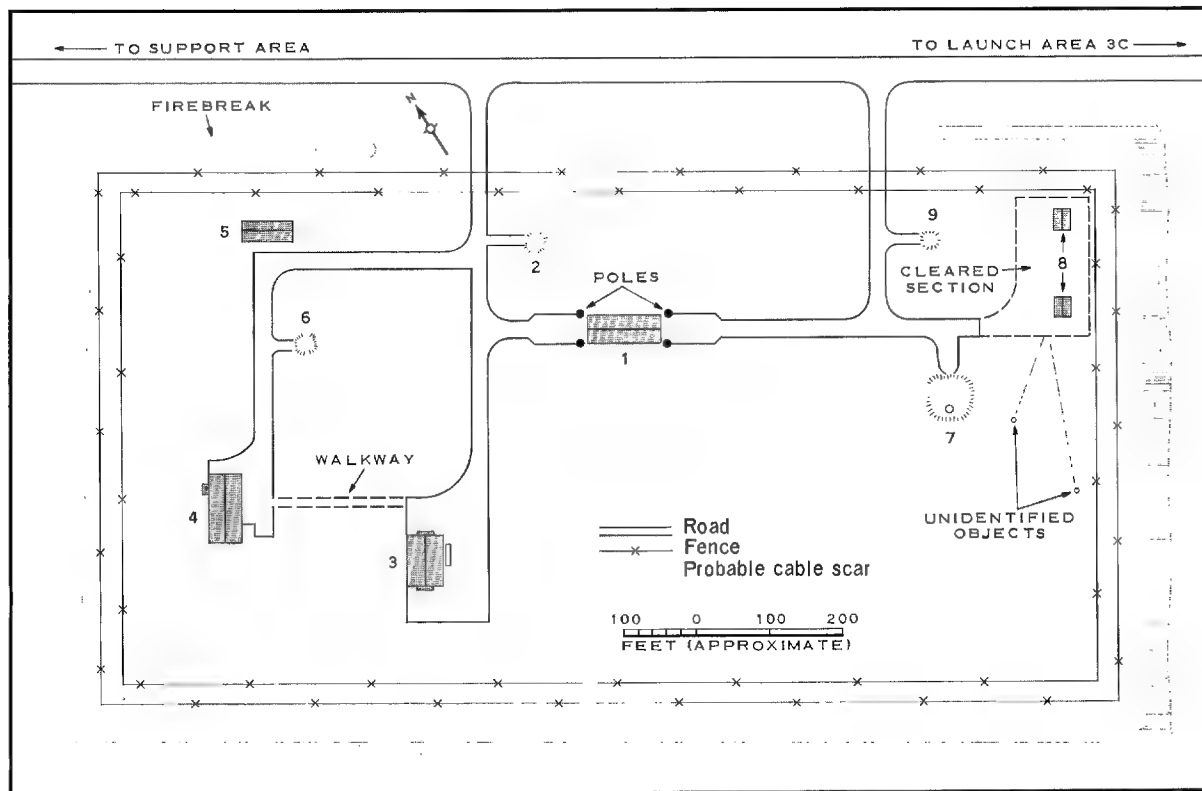 TO SUPPORT AREA
TO LAUNCH AREA 3C
FIREBREAK
N
5
2
9
8
CLEARED
SECTION
POLES
6
1
7
WALKWAY
4
3
UNIDENTIFIED
OBJECTS
Road
Fence
Probable cable scar
100 0 100 200
FEET (APPROXIMATE)